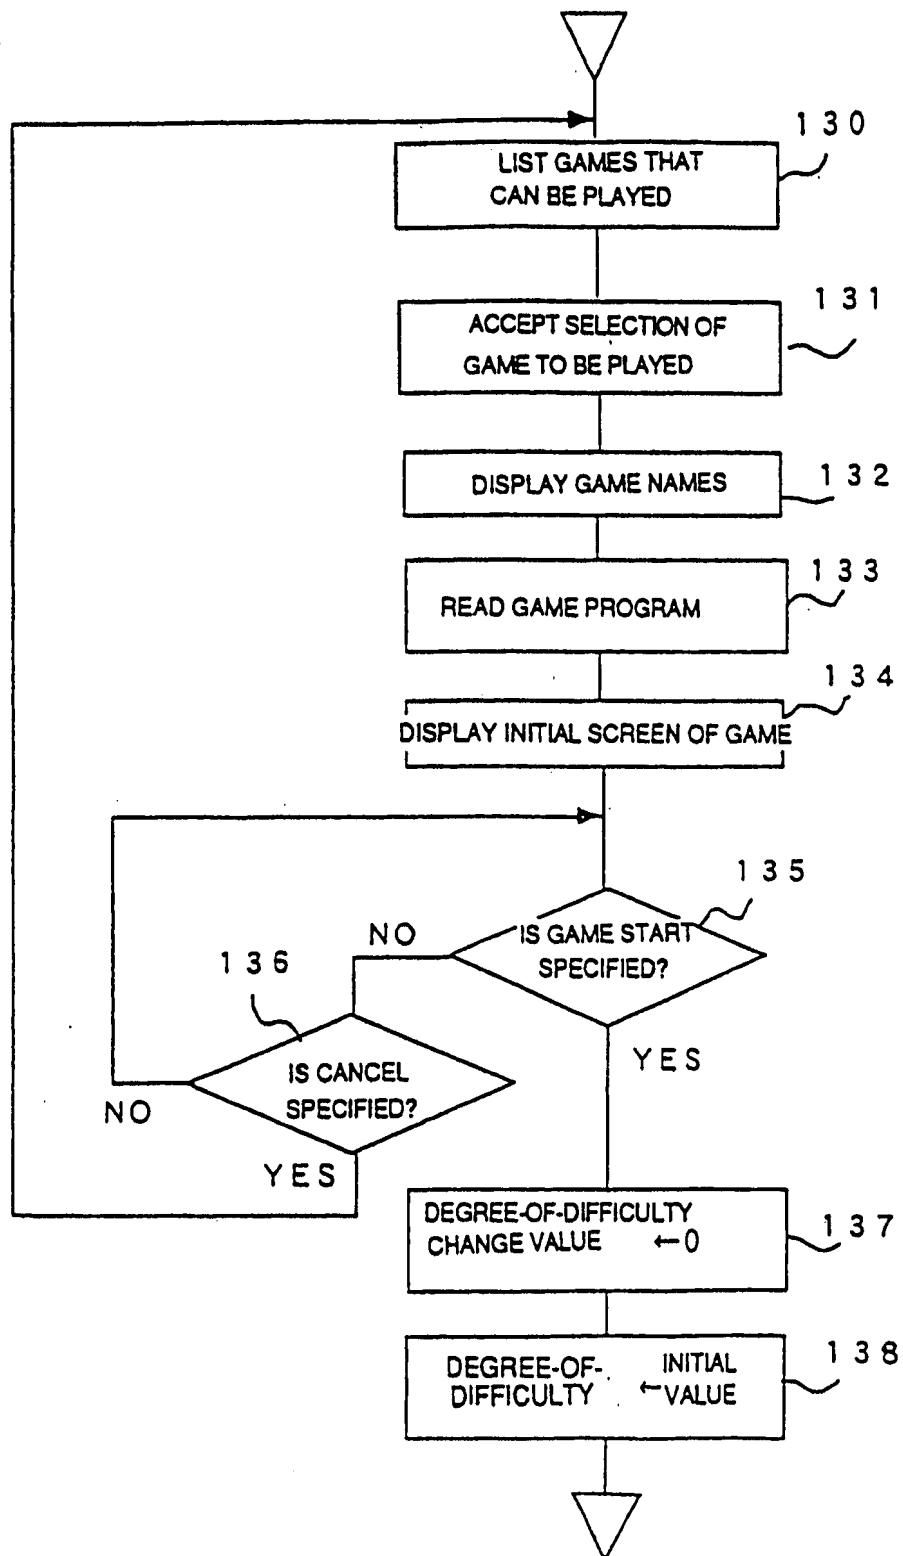 130
LIST GAMES THAT
CAN BE PLAYED
131
ACCEPT SELECTION OF
GAME TO BE PLAYED
132
DISPLAY GAME NAMES
133
READ GAME PROGRAM
134
DISPLAY INITIAL SCREEN OF GAME
135
IS GAME START
SPECIFIED?
NO
136
YES
IS CANCEL
SPECIFIED?
NO
YES
DEGREE-OF-DIFFICULTY
CHANGE VALUE ←0
137
DEGREE-OF-
DIFFICULTY
← INITIAL
VALUE
138